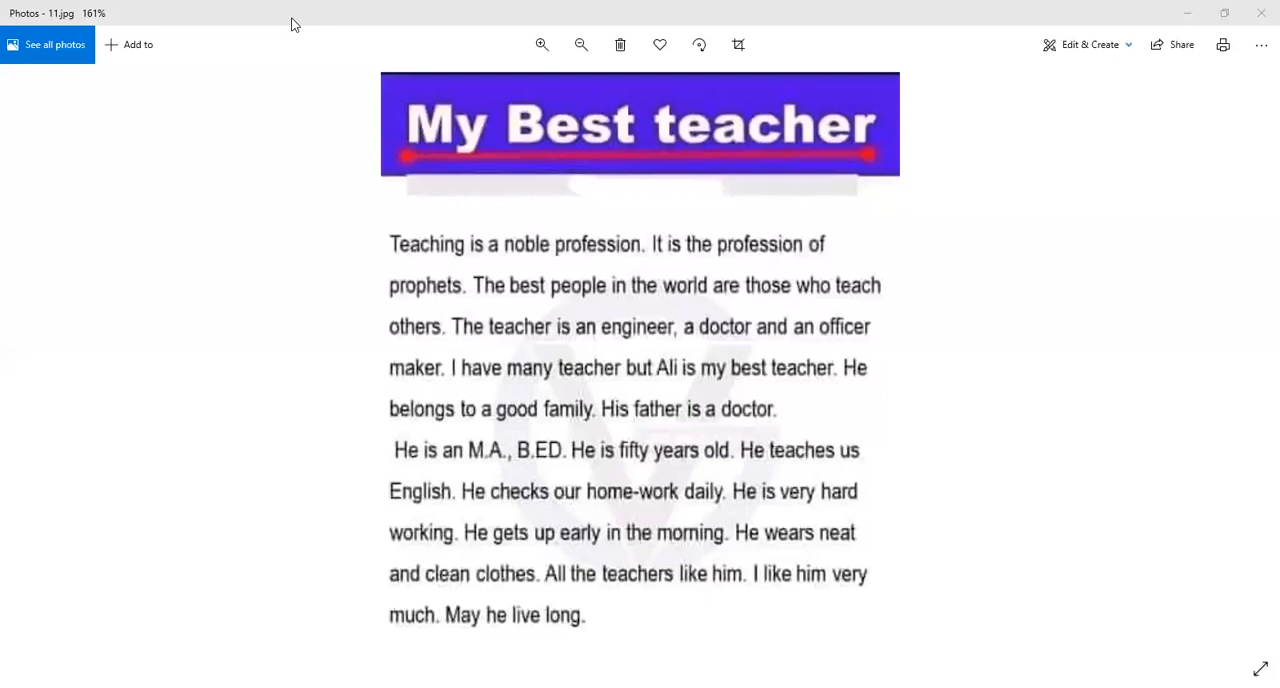 Photos - 11.jpg 161%
See all photos
Add to
Edit & Create
Share
My Best teacher
Teaching is a noble profession. It is the profession of
prophets. The best people in the world are those who teach
others. The teacher is an engineer, a doctor and an officer
maker. I have many teacher but Ali is my best teacher. He
belongs to a good family. His father is a doctor.
He is an M.A., B.ED. He is fifty years old. He teaches us
English. He checks our home-work daily. He is very hard
working. He gets up early in the morning. He wears neat
and clean clothes. All the teachers like him. I like him very
much. May he live long.